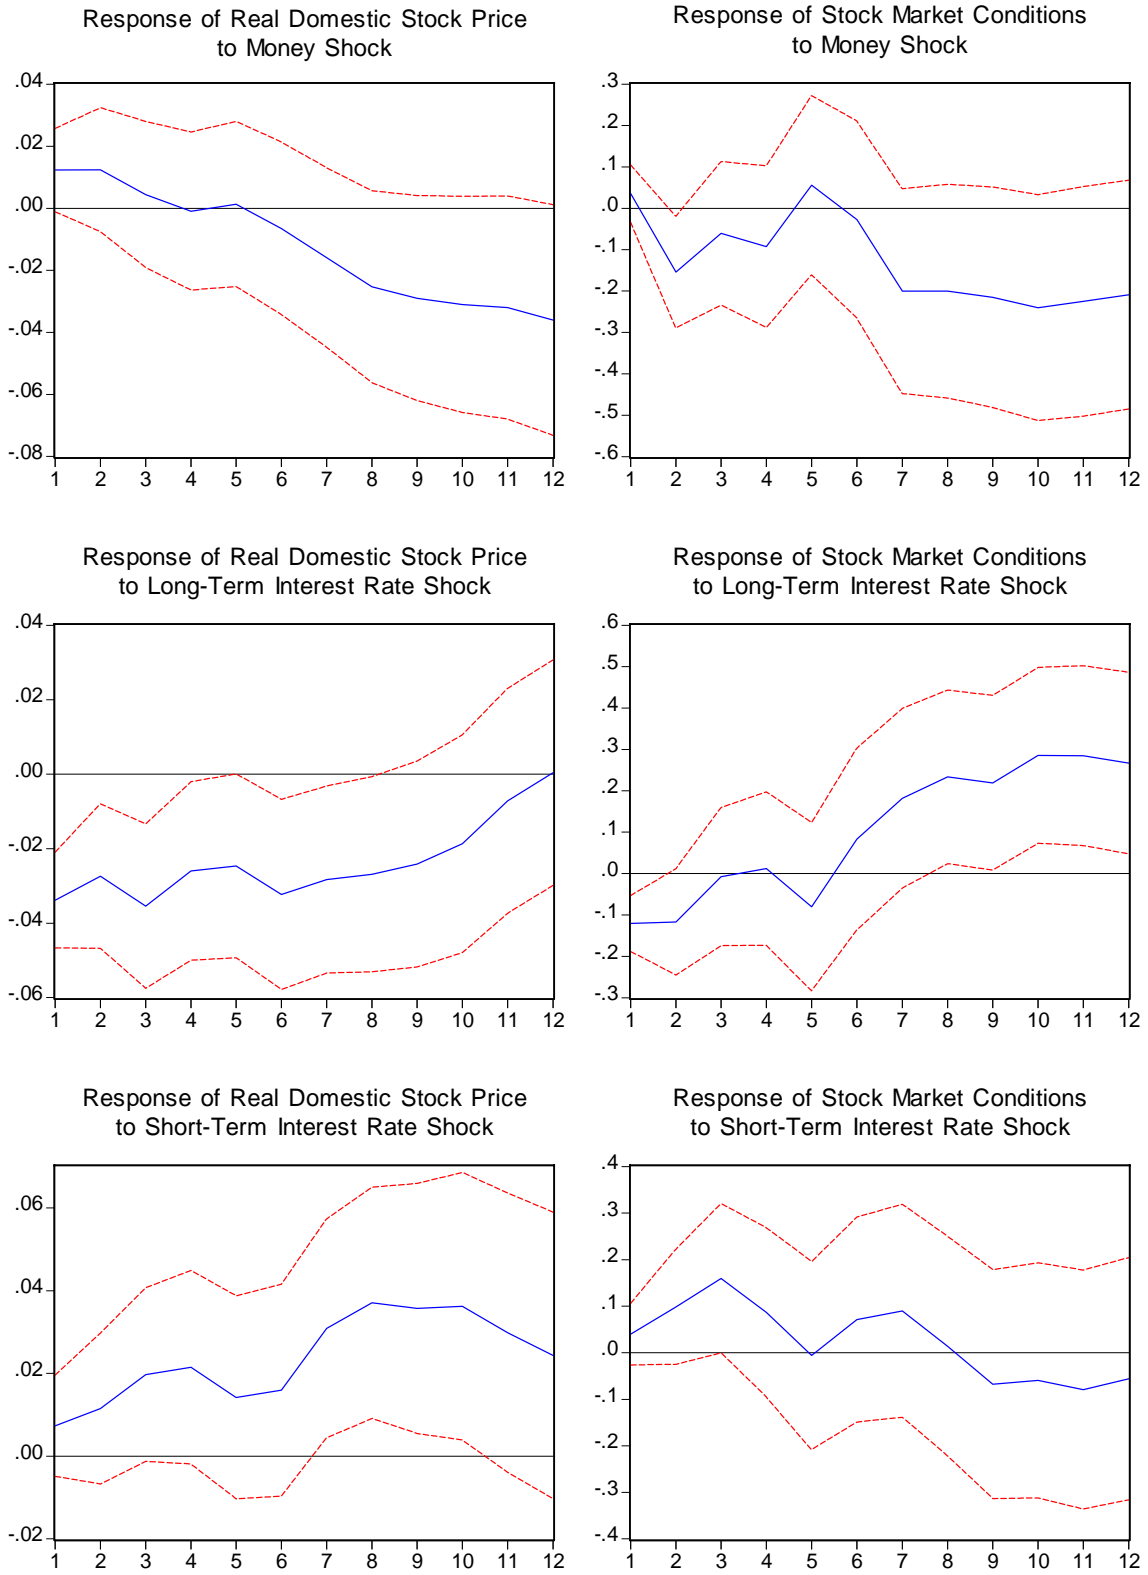 Response of Real Domestic Stock Price
to Money Shock
.04
.02
.00
-.02
-.04
-.06
-.08
1 2 3 4 5 6 7 8 9 10 11 12
Response of Stock Market Conditions
to Money Shock
.3
.2
.1
.0
-.1
-.2
-.3
-.4
-.5
-.6
1 2 3 4 5 6 7 8 9 10 11 12
Response of Real Domestic Stock Price
to Long-Term Interest Rate Shock
.04
.02
.00
-.02
-.04
-.06
1 2 3 4 5 6 7 8 9 10 11 12
Response of Stock Market Conditions
to Long-Term Interest Rate Shock
.6
.5
.4
.3
.2
.1
.0
-.1
-.2
-.3
1 2 3 4 5 6 7 8 9 10 11 12
Response of Real Domestic Stock Price
to Short-Term Interest Rate Shock
.06
.04
.02
.00
-.02
1 2 3 4 5 6 7 8 9 10 11 12
Response of Stock Market Conditions
to Short-Term Interest Rate Shock
.4
.3
.2
.1
.0
-.1
-.2
-.3
-.4
1 2 3 4 5 6 7 8 9 10 11 12